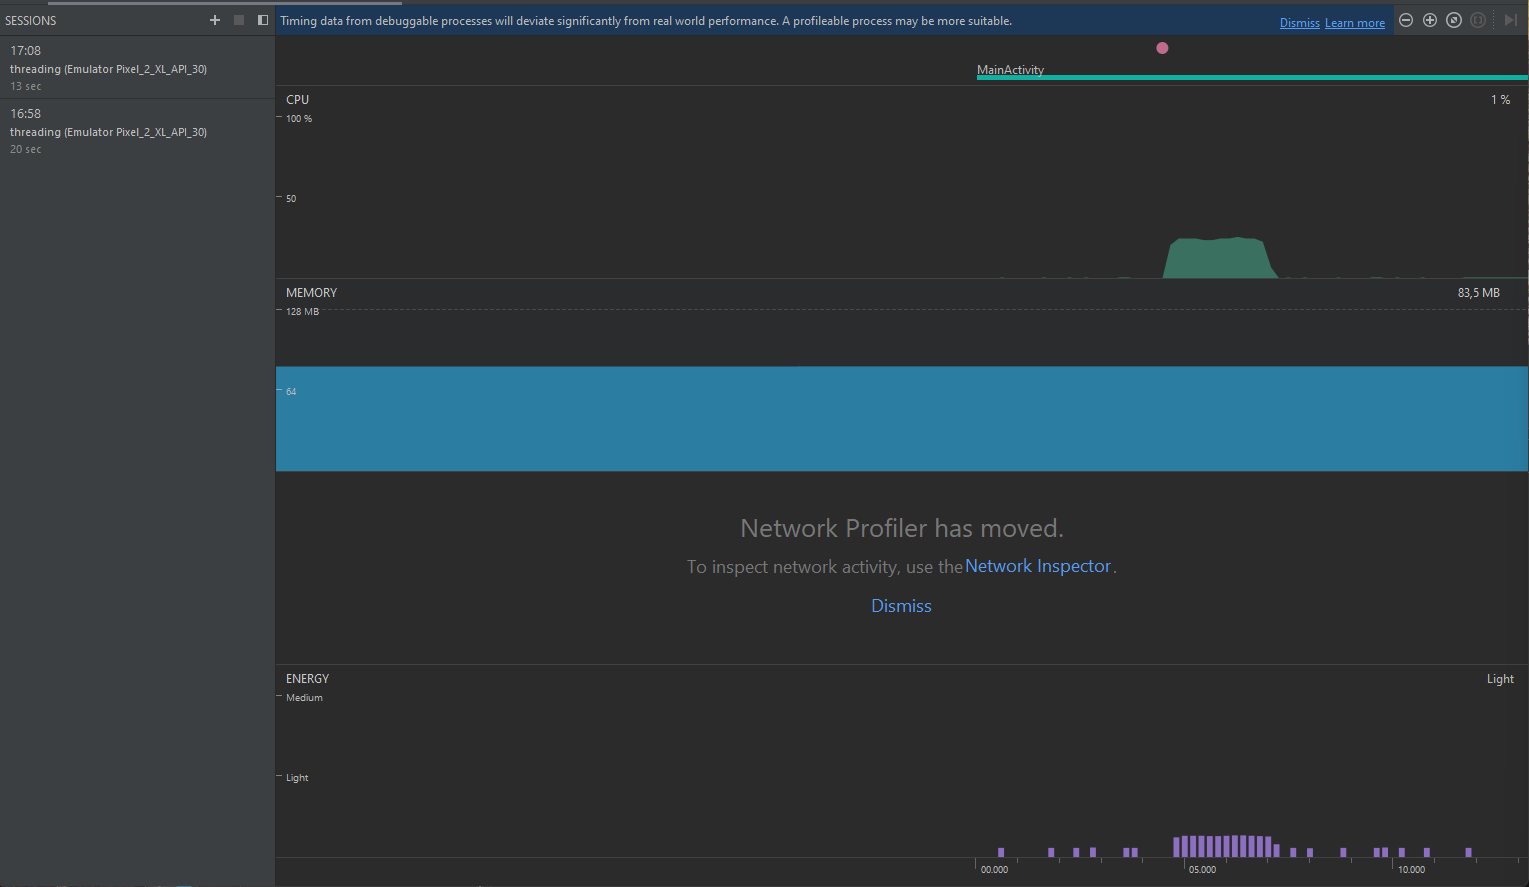 SESSIONS
Timing data from debuggable processes will deviate significantly from real world performance. A profileable process may be more suitable.
Dismiss Learn more
17:08
threading (Emulator Pixel_2_XL_API_30)
13 sec
16:58
threading (Emulator Pixel_2_XL_API_30)
20 sec
MainActivity
CPU
1 %
100 %
50
MEMORY
83,5 MB
128 MB
64
Network Profiler has moved.
To inspect network activity, use the Network Inspector.
Dismiss
ENERGY
Light
Medium
Light
00.000
05.000
10.000